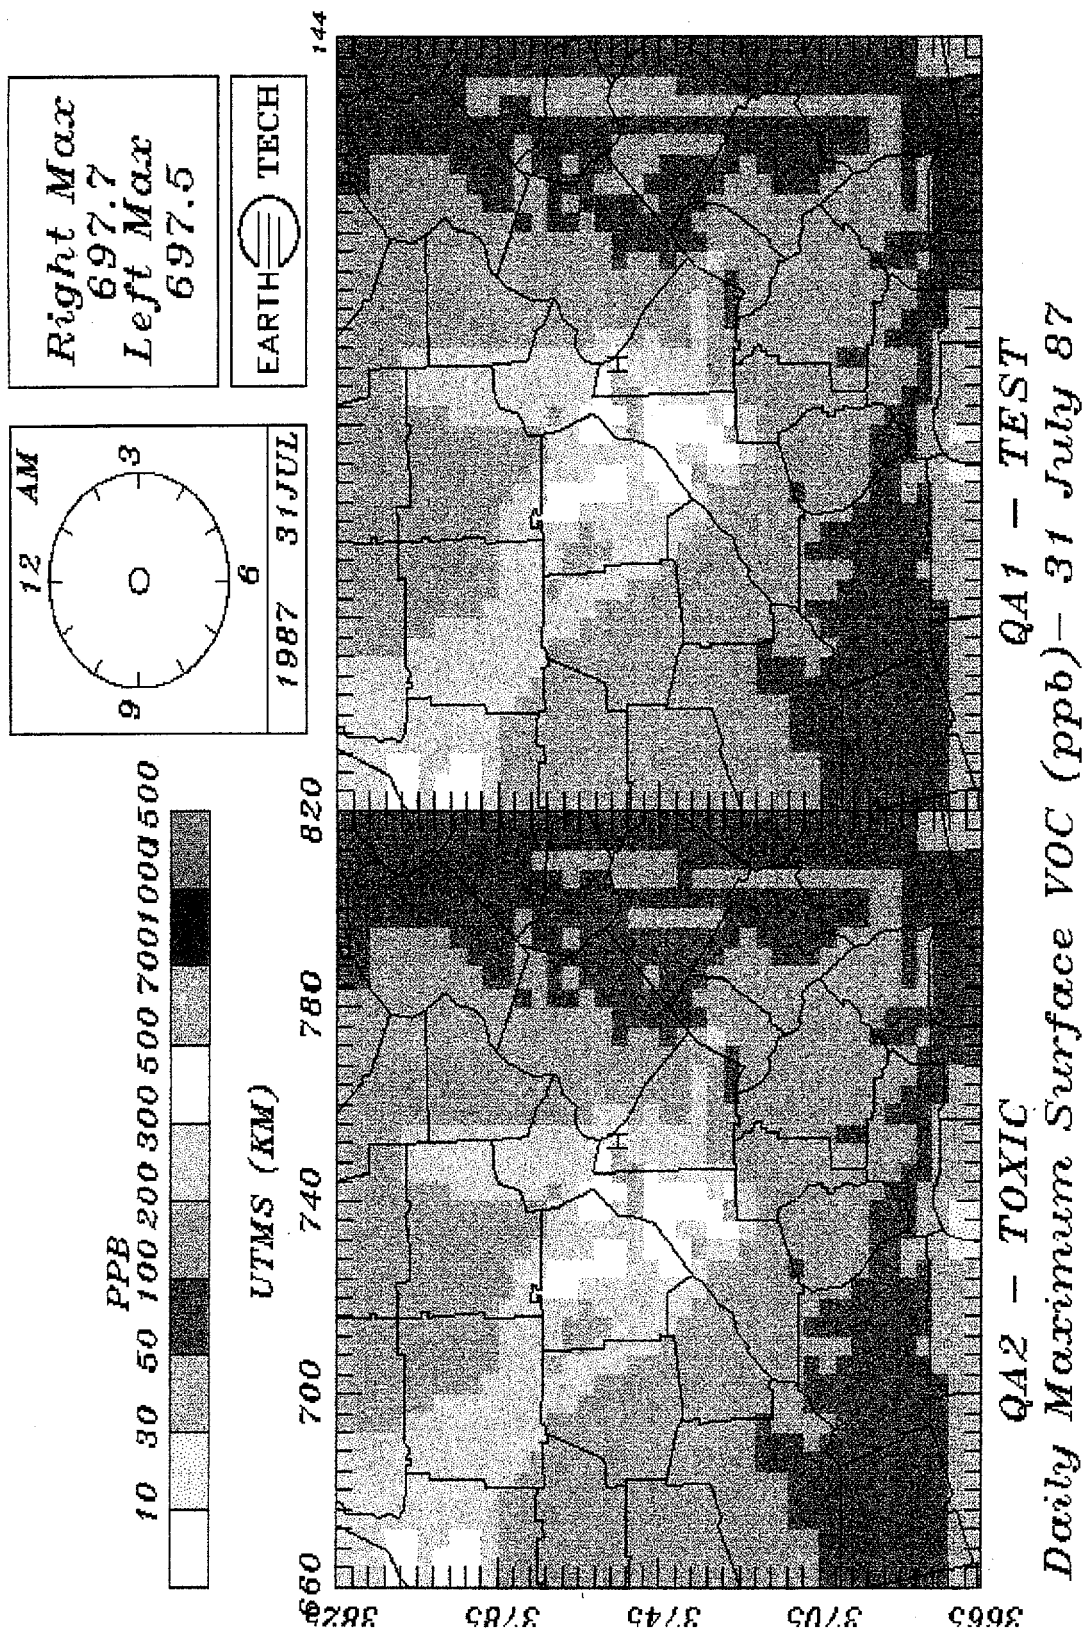 Right Max
697.7
Left Max
697.5
EARTH TECH
12 AM
3
6
9
0
1987 31JUL
PPB
10 30 50 100 200 300 500 700 1000 1500
UTMS (KM)
660 700 740 780 820
144
3825
3785
3745
3705
3665
H
H
QA2 - TOXIC
QA1 - TEST
Daily Maximum Surface VOC (ppb)- 31 July 87